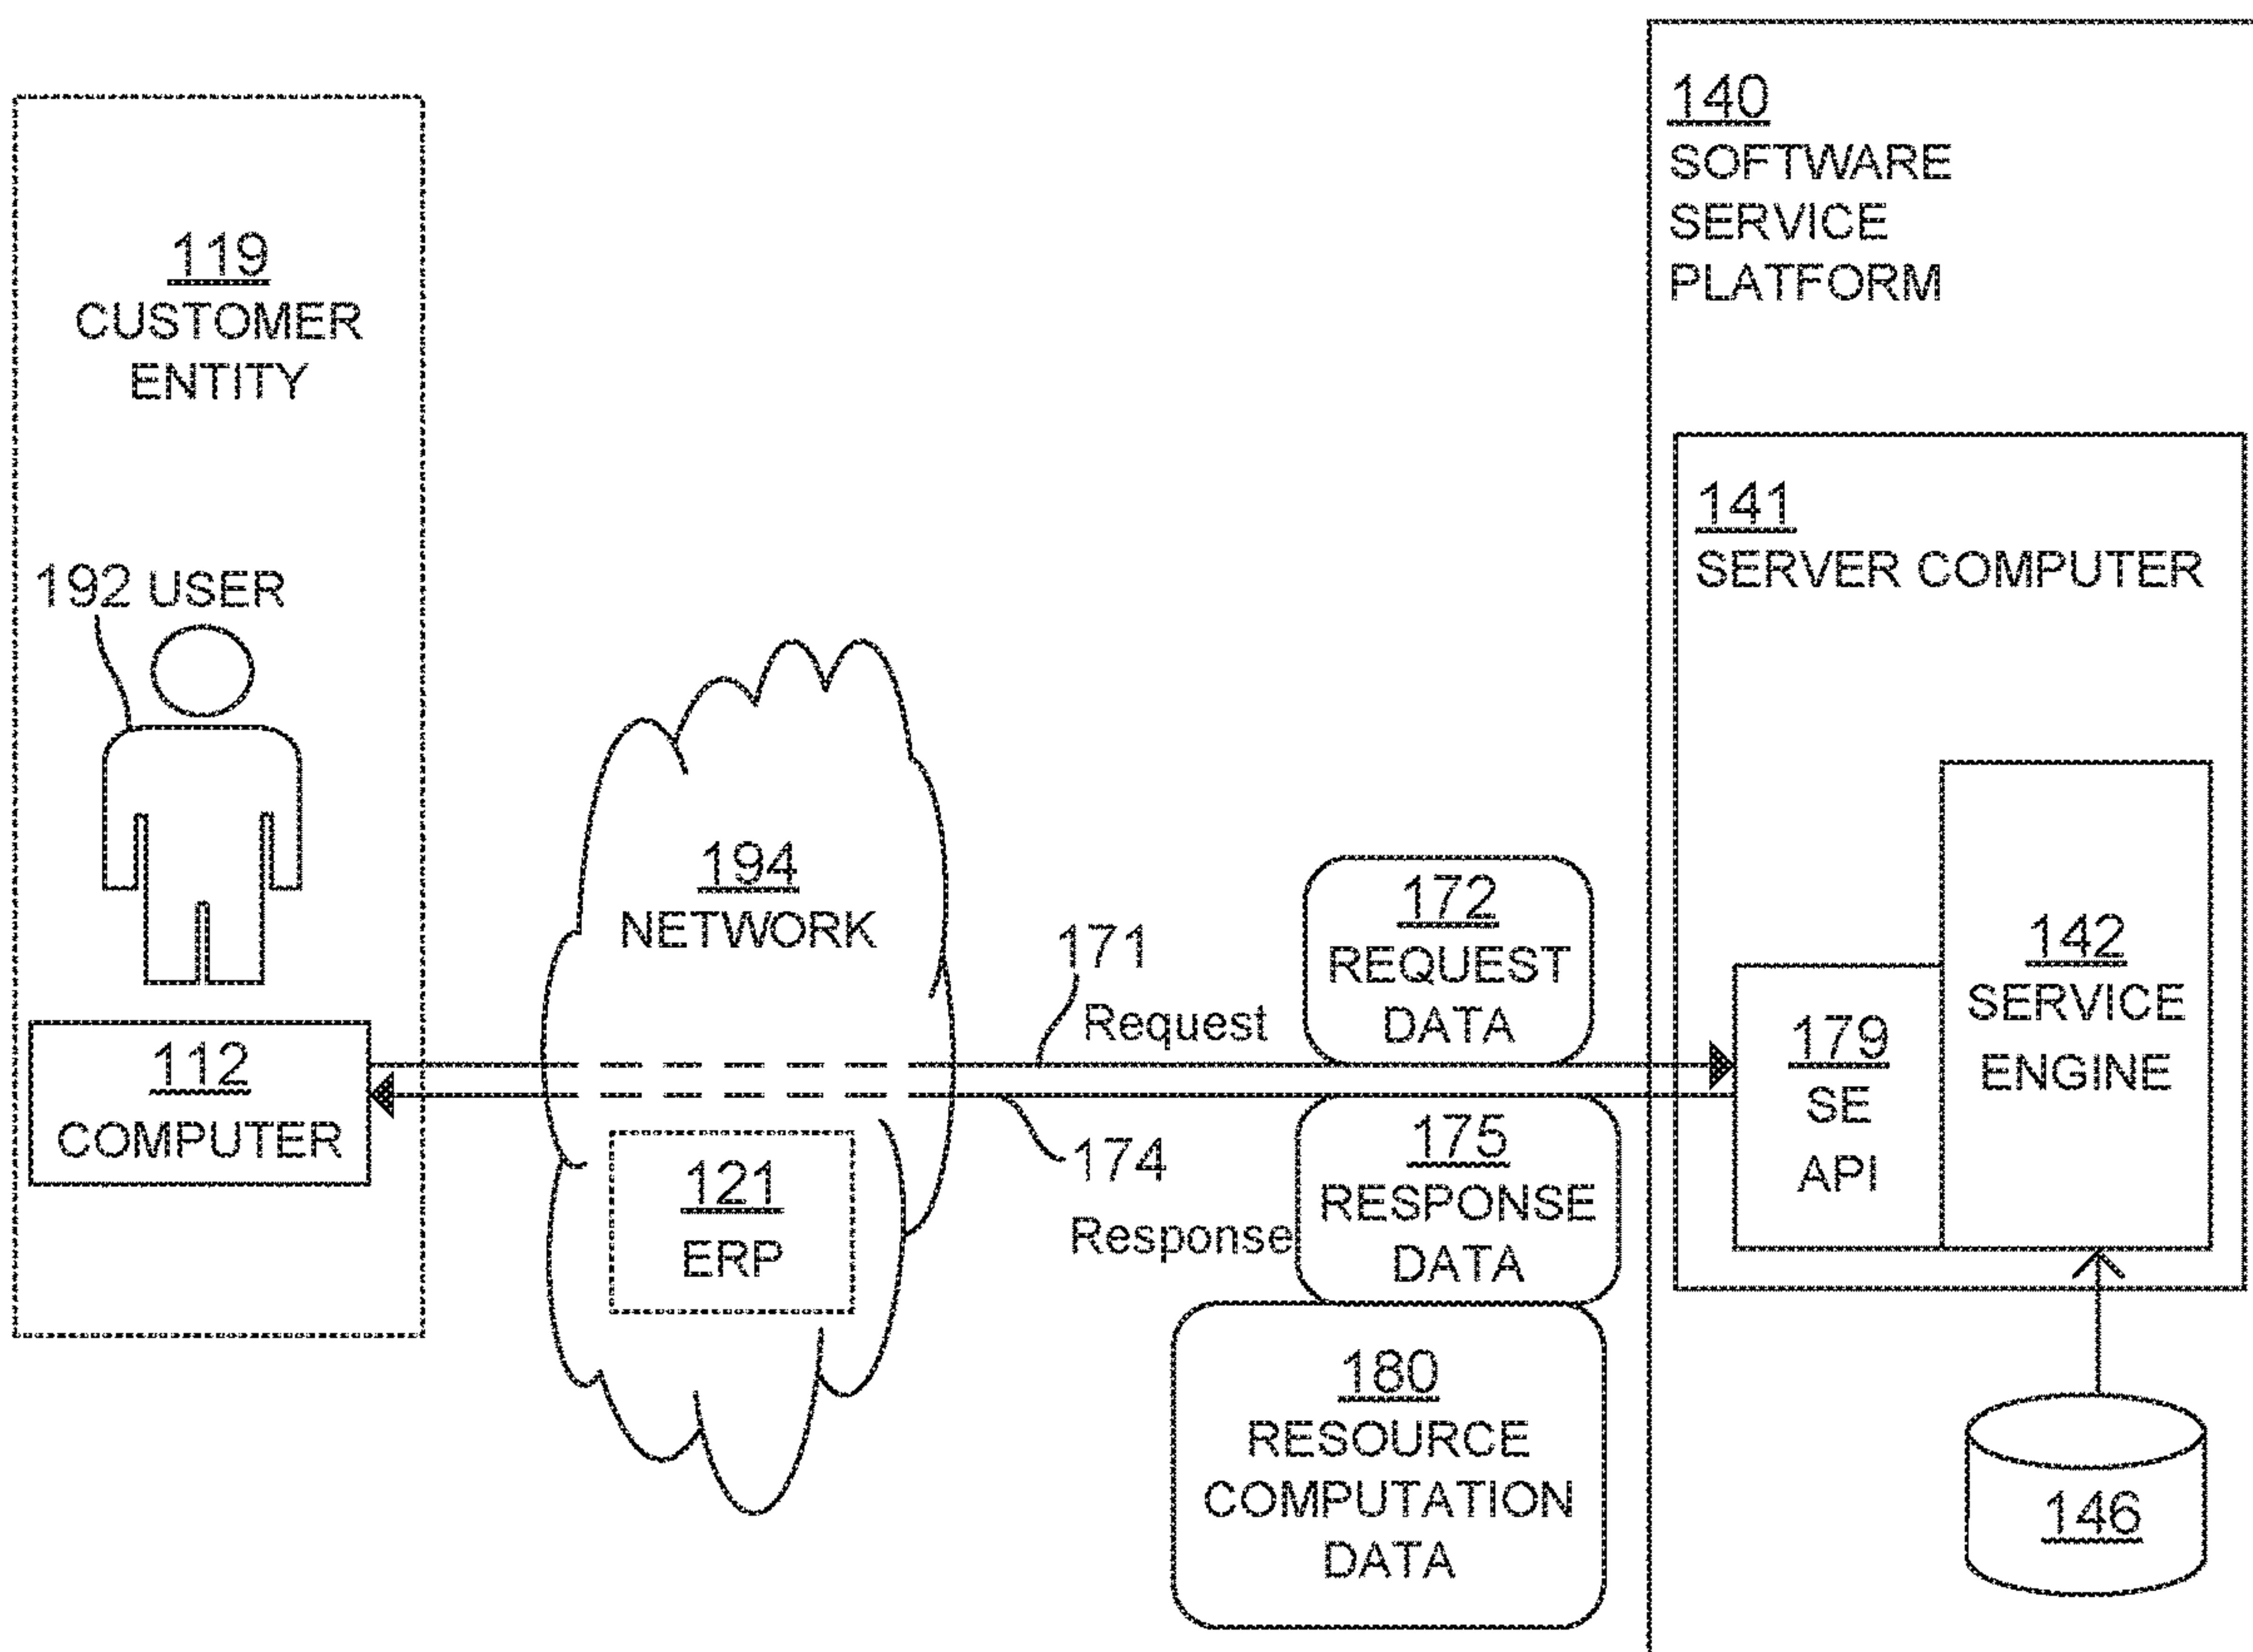 140
SOFTWARE
SERVICE
PLATFORM
119
CUSTOMER
ENTITY
141
SERVER COMPUTER
192 USER
194
NETWORK
171
Request
172
REQUEST
DATA
142
SERVICE
ENGINE
179
SE
API
112
COMPUTER
121
ERP
174
Response
175
RESPONSE
DATA
180
RESOURCE
COMPUTATION
DATA
146